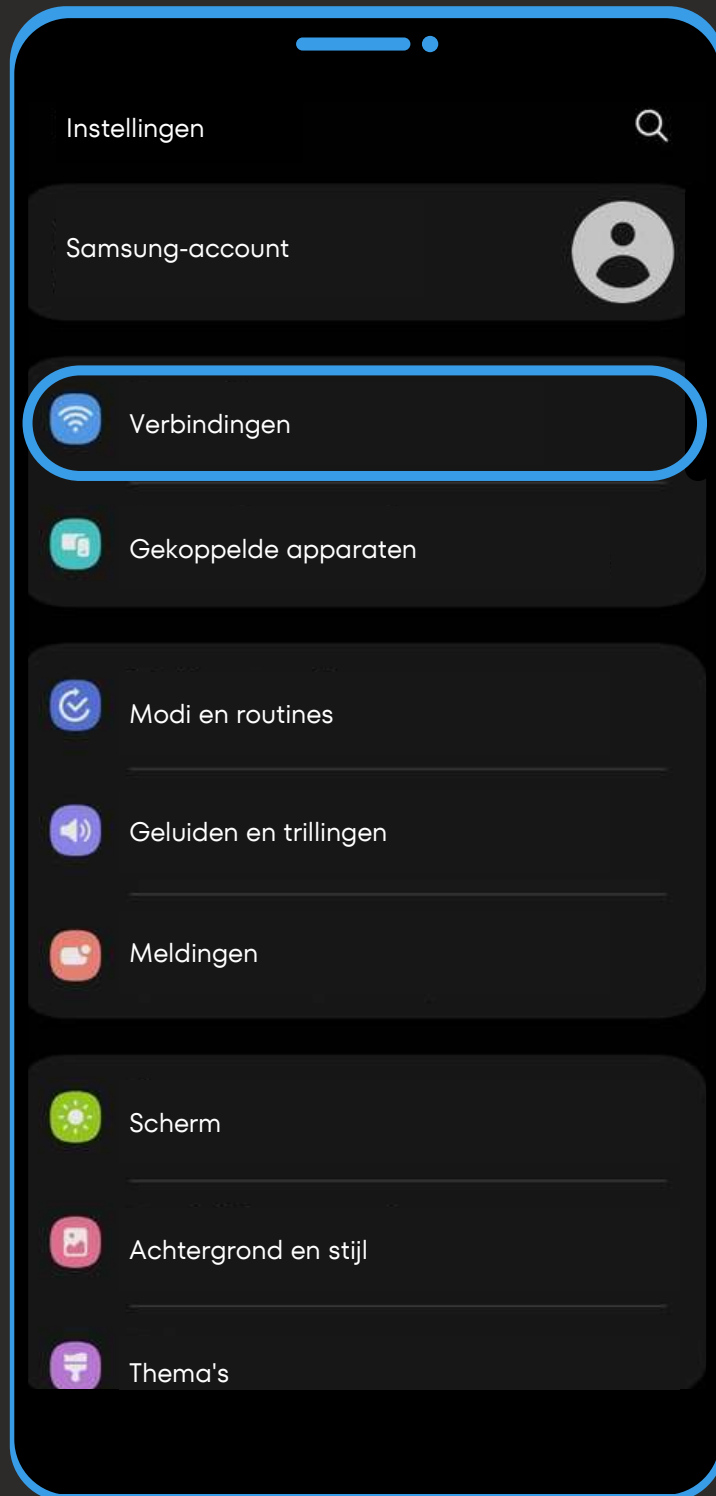 Instellingen
Samsung-account
Verbindingen
Gekoppelde apparaten
Modi en routines
Geluiden en trillingen
Meldingen
Scherm
Achtergrond en stijl
Thema's